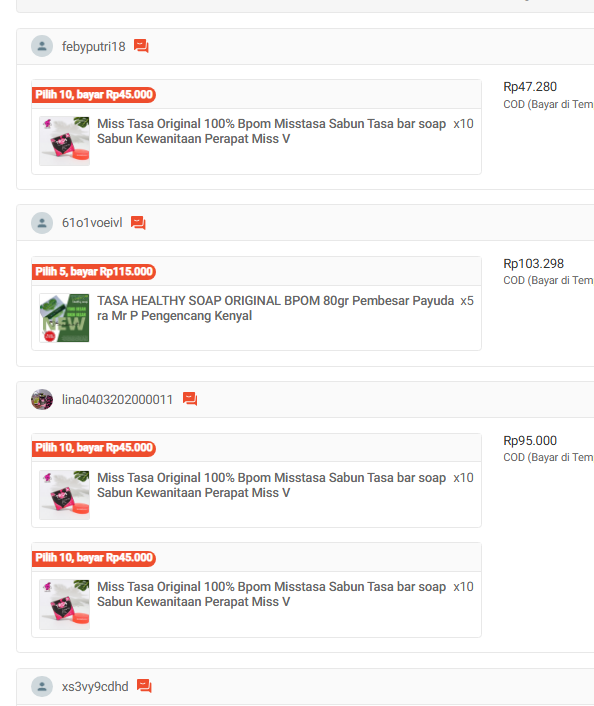 febyputri18
Pilih 10, bayar Rp45.000
Rp47.280
COD (Bayar di Tem
Miss Tasa Original 100% Bpom Misstasa Sabun Tasa bar soap x10
Sabun Kewanitaan Perapat Miss V
61o1voeivl
Pilih 5, bayar Rp115.000
Rp103.298
COD (Bayar di Tem
TASA HEALTHY SOAP ORIGINAL BPOM 80gr Pembesar Payuda x5
ra Mr P Pengencang Kenyal
NEW
lina0403202000011
Pilih 10, bayar Rp45.000
Rp95.000
COD (Bayar di Tem
Miss Tasa Original 100% Bpom Misstasa Sabun Tasa bar soap x10
Sabun Kewanitaan Perapat Miss V
Pilih 10, bayar Rp45.000
Miss Tasa Original 100% Bpom Misstasa Sabun Tasa bar soap x10
Sabun Kewanitaan Perapat Miss V
xs3vy9cdhd